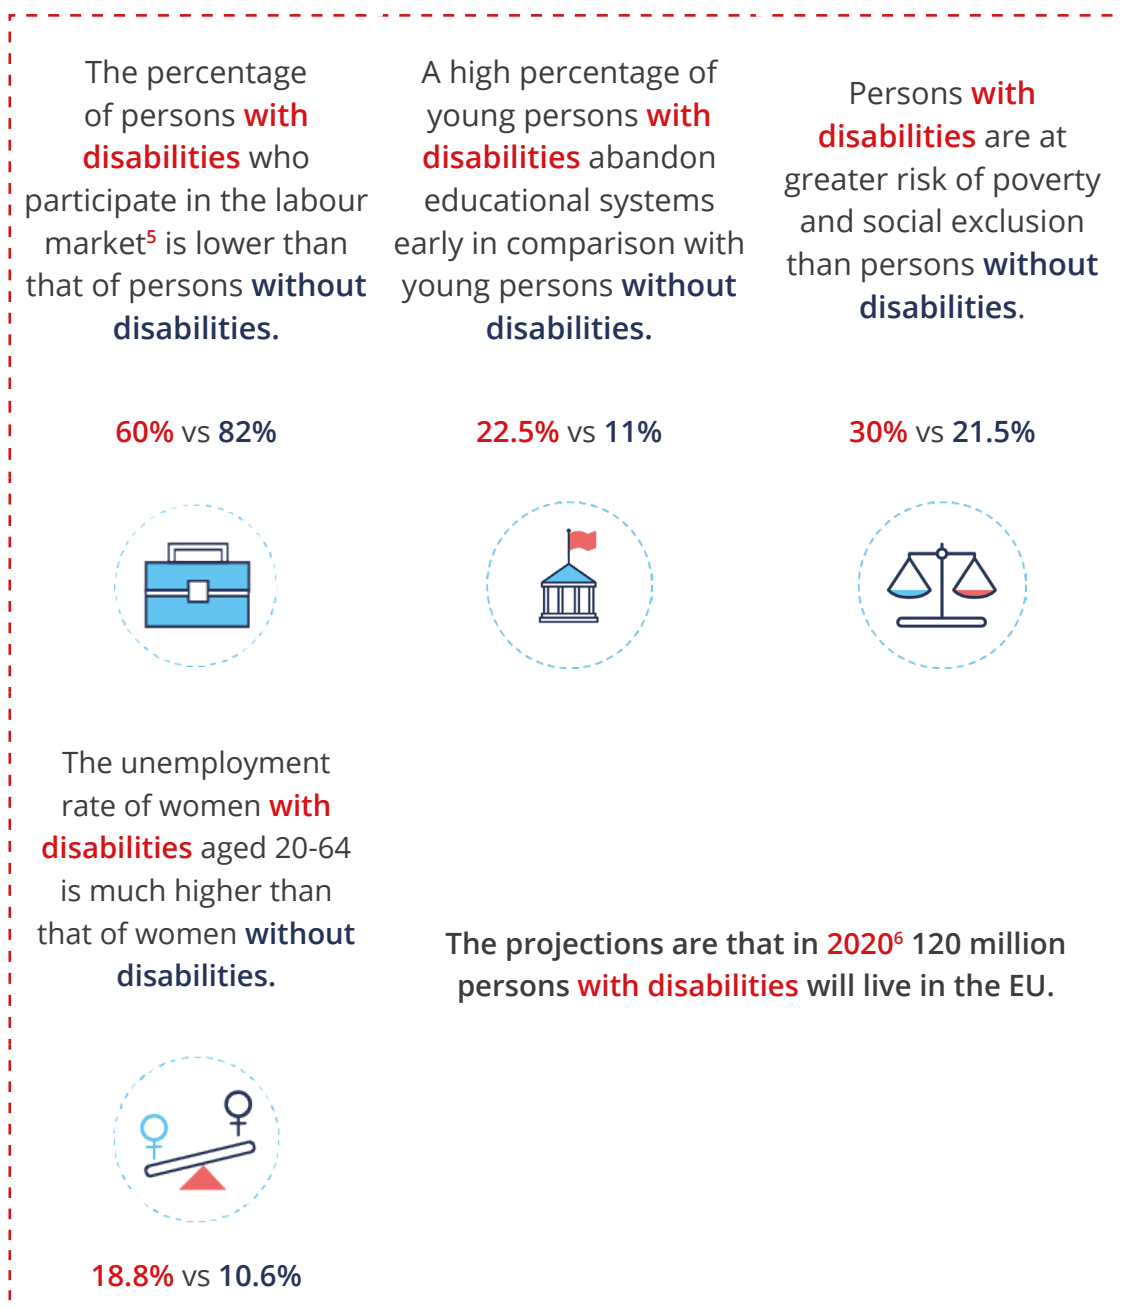 The percentage
of persons with
disabilities who
participate in the labour
market⁵ is lower than
that of persons without
disabilities.
60% vs 82%
A high percentage of
young persons with
disabilities abandon
educational systems
early in comparison with
young persons without
disabilities.
22.5% vs 11%
Persons with
disabilities are at
greater risk of poverty
and social exclusion
than persons without
disabilities.
30% vs 21.5%
The unemployment
rate of women with
disabilities aged 20-64
is much higher than
that of women without
disabilities.
18.8% vs 10.6%
The projections are that in 2020⁶ 120 million
persons with disabilities will live in the EU.